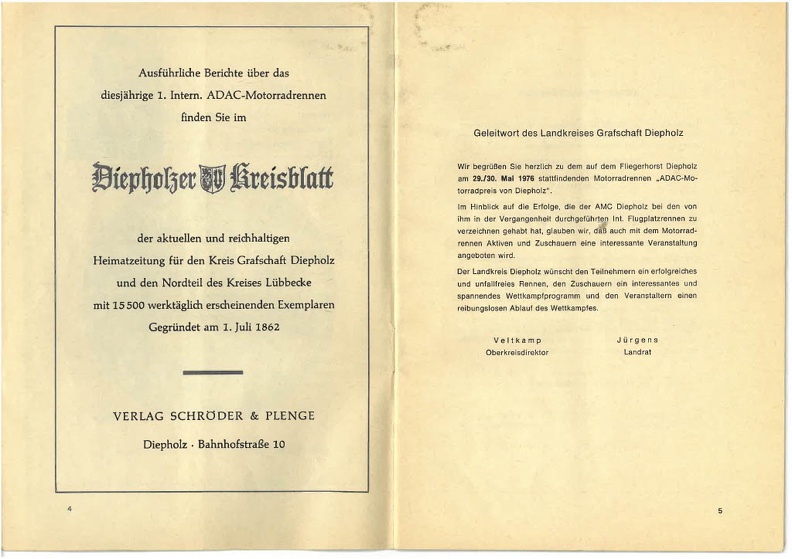 Ausführliche Berichte über das
diesjährige 1. Intern. ADAC-Motorradrennen
finden Sie im
Diepholzer Kreisblatt
der aktuellen und reichhaltigen
Heimatzeitung für den Kreis Grafschaft Diepholz
und den Nordteil des Kreises Lübbecke
mit 15 500 werktäglich erscheinenden Exemplaren
Gegründet am 1. Juli 1862
VERLAG SCHRÖDER & PLENGE
Diepholz · Bahnhofstraße 10
4
Geleitwort des Landkreises Grafschaft Diepholz
Wir begrüßen Sie herzlich zu dem auf dem Fliegerhorst Diepholz
am 29./30. Mai 1976 stattfindenden Motorradrennen „ADAC-Mo-
torradpreis von Diepholz".
Im Hinblick auf die Erfolge, die der AMC Diepholz bei den von
ihm in der Vergangenheit durchgeführten Int. Flugplatzrennen zu
verzeichnen gehabt hat, glauben wir, daß auch mit dem Motorrad-
rennen Aktiven und Zuschauern eine interessante Veranstaltung
angeboten wird.
Der Landkreis Diepholz wünscht den Teilnehmern ein erfolgreiches
und unfallfreies Rennen, den Zuschauern ein interessantes und
spannendes Wettkampfprogramm und den Veranstaltern einen
reibungslosen Ablauf des Wettkampfes.
Veltkamp Jürgens
Oberkreisdirektor Landrat
5